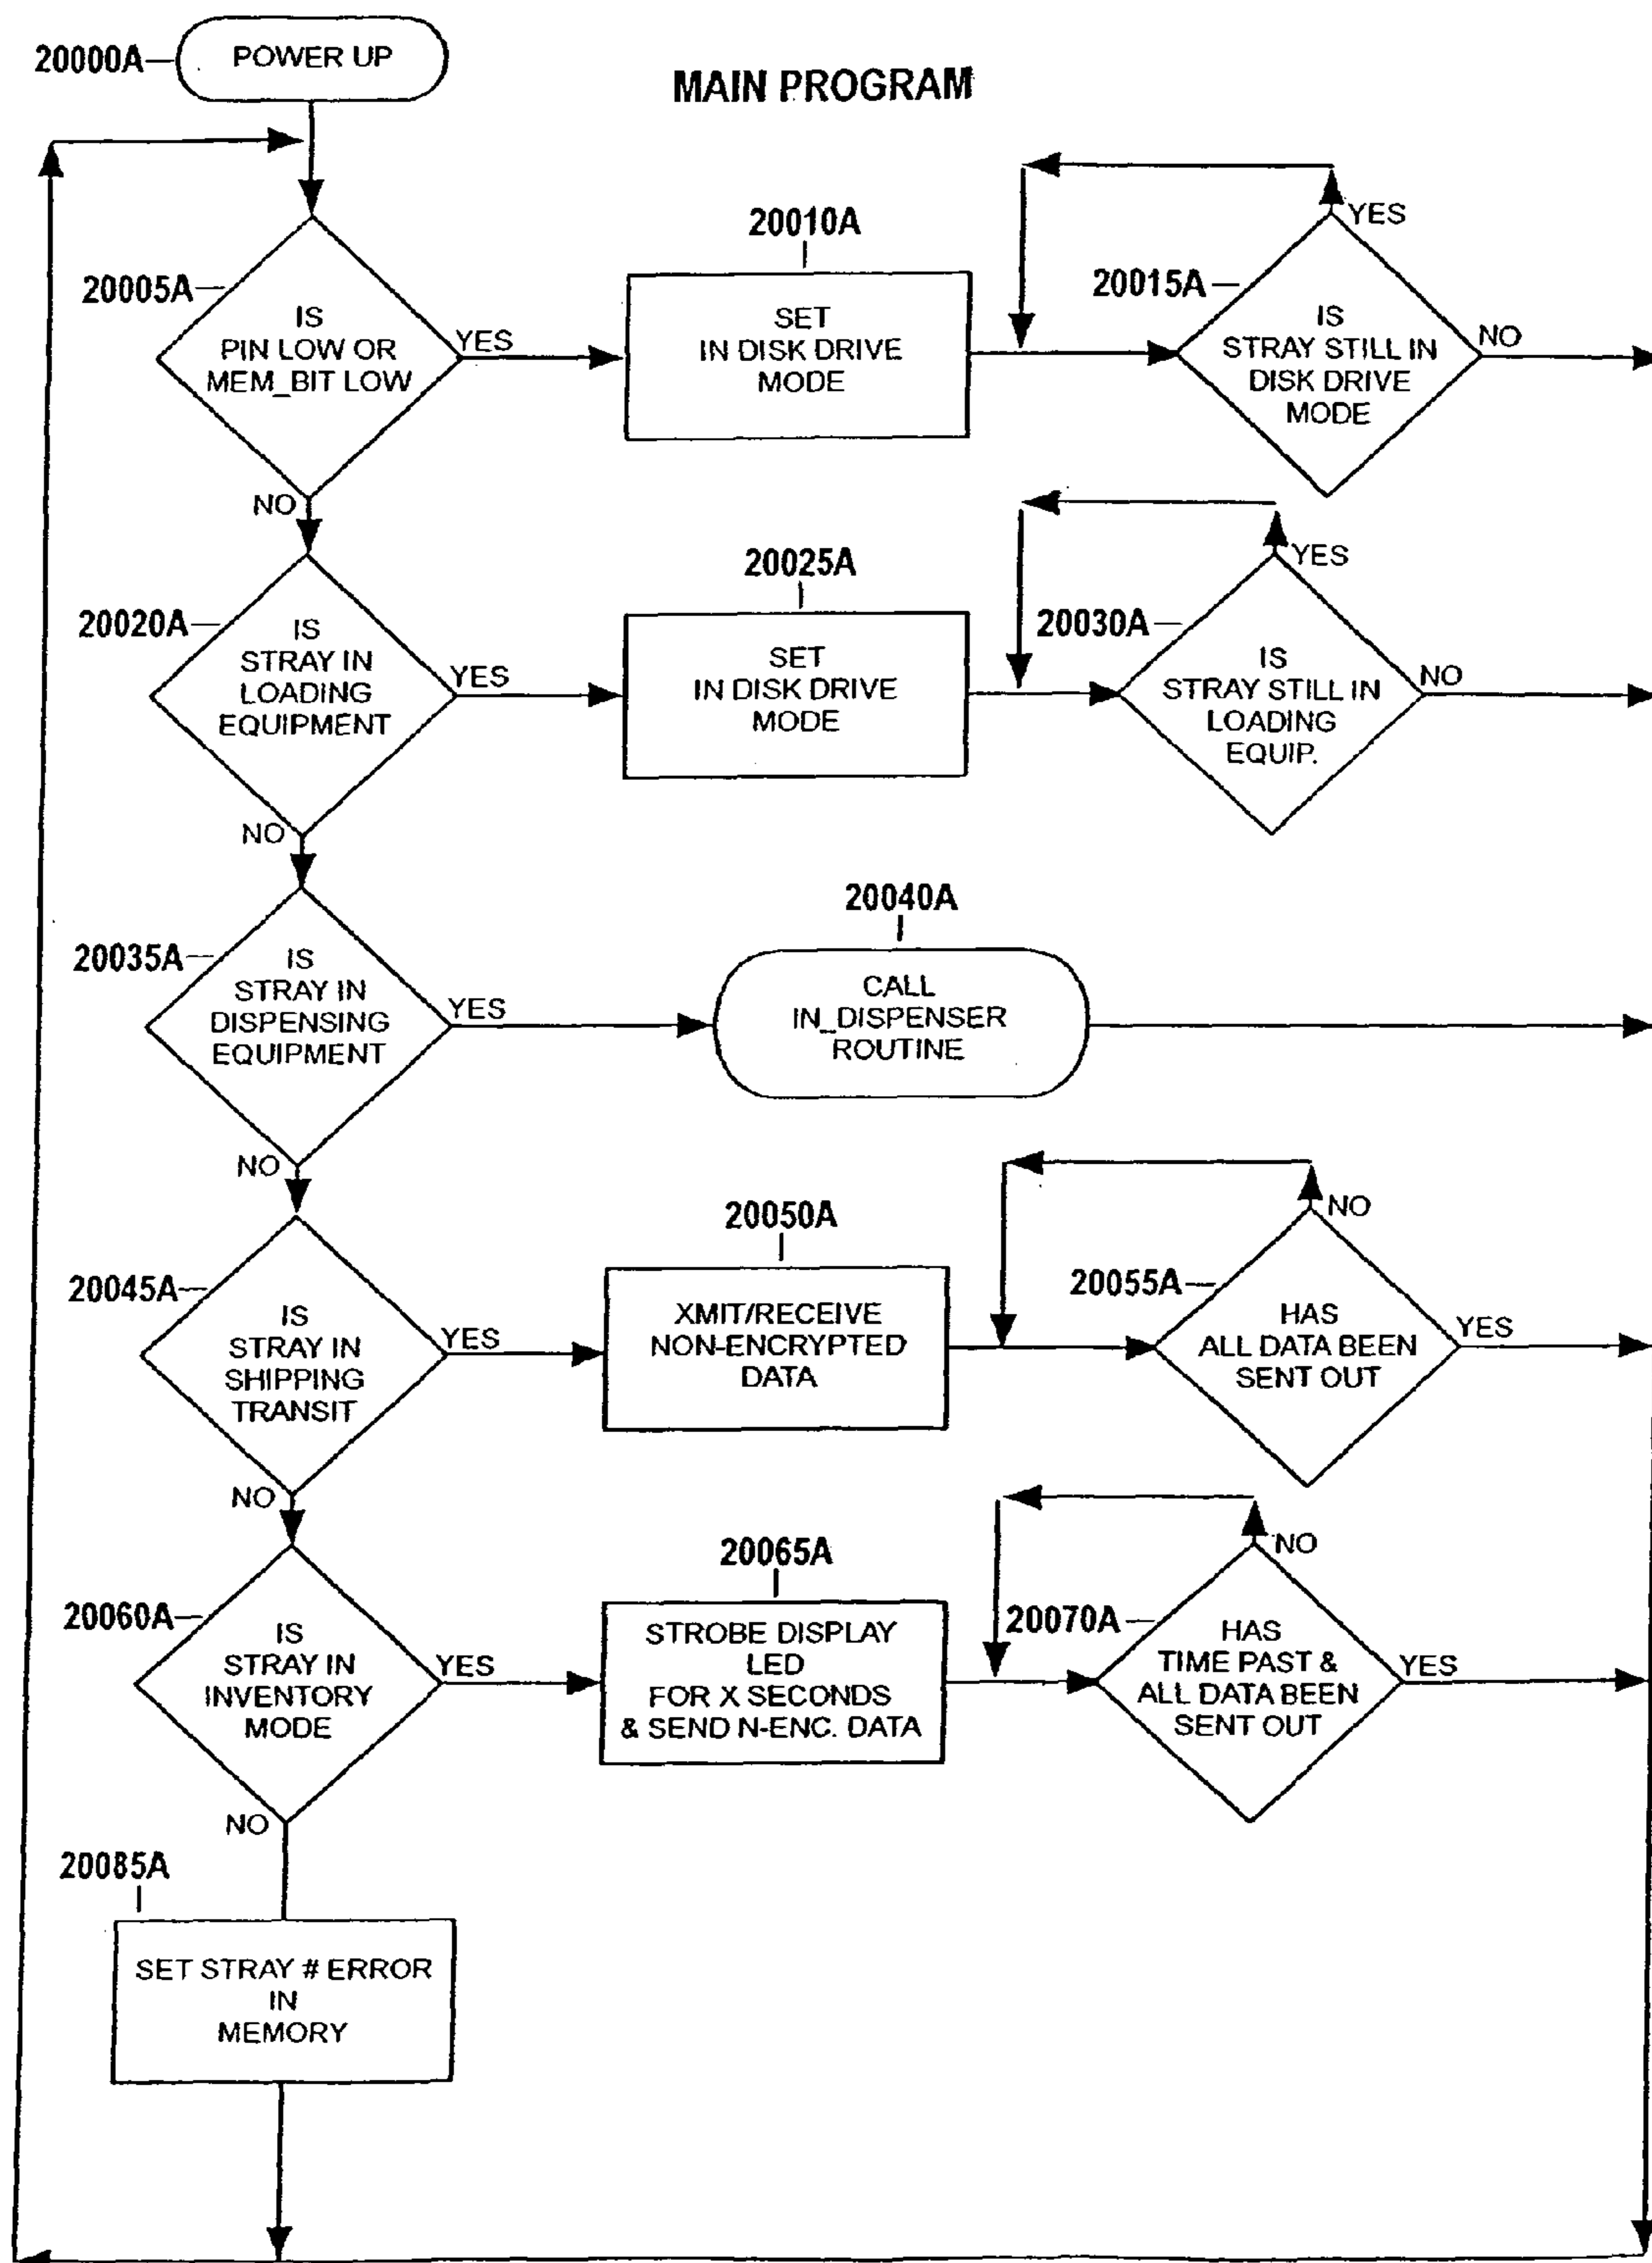 20000A
POWER UP
MAIN PROGRAM
20005A
IS
PIN LOW OR
MEM_BIT LOW
YES
NO
20010A
SET
IN DISK DRIVE
MODE
20015A
IS
STRAY STILL IN
DISK DRIVE
MODE
YES
NO
20020A
IS
STRAY IN
LOADING
EQUIPMENT
YES
NO
20025A
SET
IN DISK DRIVE
MODE
20030A
IS
STRAY STILL IN
LOADING
EQUIP.
YES
NO
20035A
IS
STRAY IN
DISPENSING
EQUIPMENT
YES
NO
20040A
CALL
IN_DISPENSER
ROUTINE
20045A
IS
STRAY IN
SHIPPING
TRANSIT
YES
NO
20050A
XMIT/RECEIVE
NON-ENCRYPTED
DATA
20055A
HAS
ALL DATA BEEN
SENT OUT
NO
YES
20060A
IS
STRAY IN
INVENTORY
MODE
YES
NO
20065A
STROBE DISPLAY
LED
FOR X SECONDS
& SEND N-ENC. DATA
20070A
HAS
TIME PAST &
ALL DATA BEEN
SENT OUT
NO
YES
20085A
SET STRAY # ERROR
IN
MEMORY